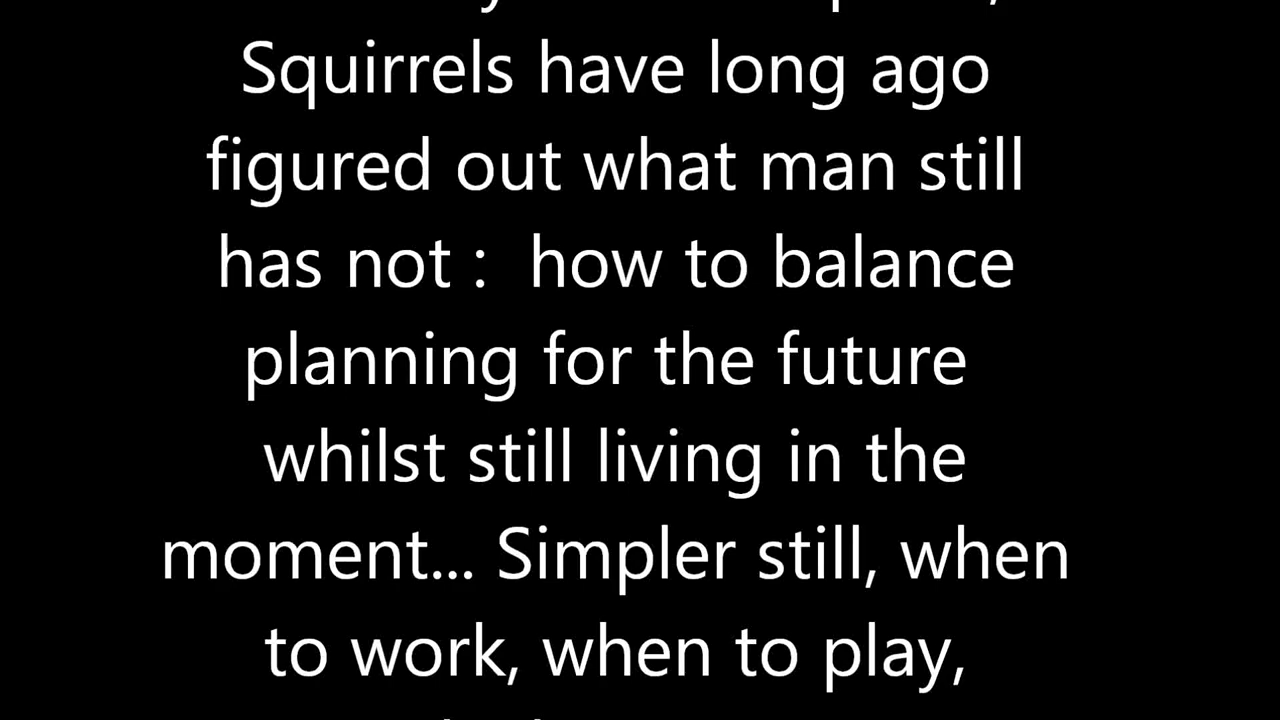 Squirrels have long ago
figured out what man still
has not :  how to balance
planning for the future
whilst still living in the
moment... Simpler still, when
to work, when to play,